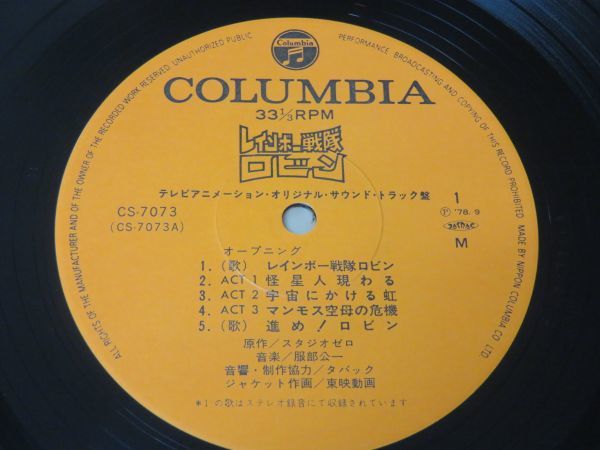 ALL RIGHTS OF THE MANUFACTURER AND OF THE OWNER OF THE RECORDED WORK RESERVED. UNAUTHORIZED PUBLIC PERFORMANCE, BROADCASTING AND COPYING OF THIS RECORD PROHIBITED MADE BY NIPPON COLUMBIA CO. LTD.
Columbia
COLUMBIA
33 1/3 RPM
レインボー戦隊
ロビン
テレビアニメーション・オリジナル・サウンド・トラック盤
CS-7073
(CS-7073A)
1
Ⓟ '78. 9
M
オープニング
1. (歌) レインボー戦隊ロビン
2. ACT 1 怪星人現わる
3. ACT 2 宇宙にかける虹
4. ACT 3 マンモス空母の危機
5. (歌) 進め!ロビン
原作/スタジオゼロ
音楽/服部公一
音響・制作協力/タバック
ジャケット作画/東映動画
*1の歌はステレオ録音にて収録されています